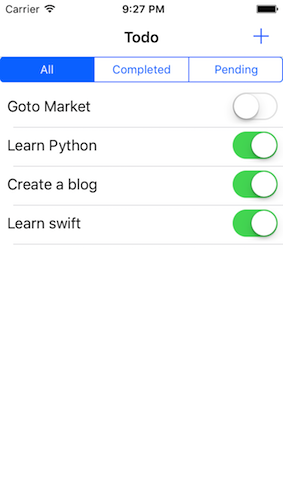 Carrier 9:27 PM
Todo +
All Completed Pending
Goto Market
Learn Python
Create a blog
Learn swift